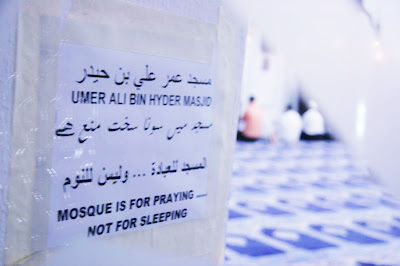 مسجد عمر علي بن حيدر
UMER ALI BIN HYDER MASJID
مسجد میں سونا سخت منع ہے
المسجد للعبادة ... وليس للنوم
MOSQUE IS FOR PRAYING ___
NOT FOR SLEEPING